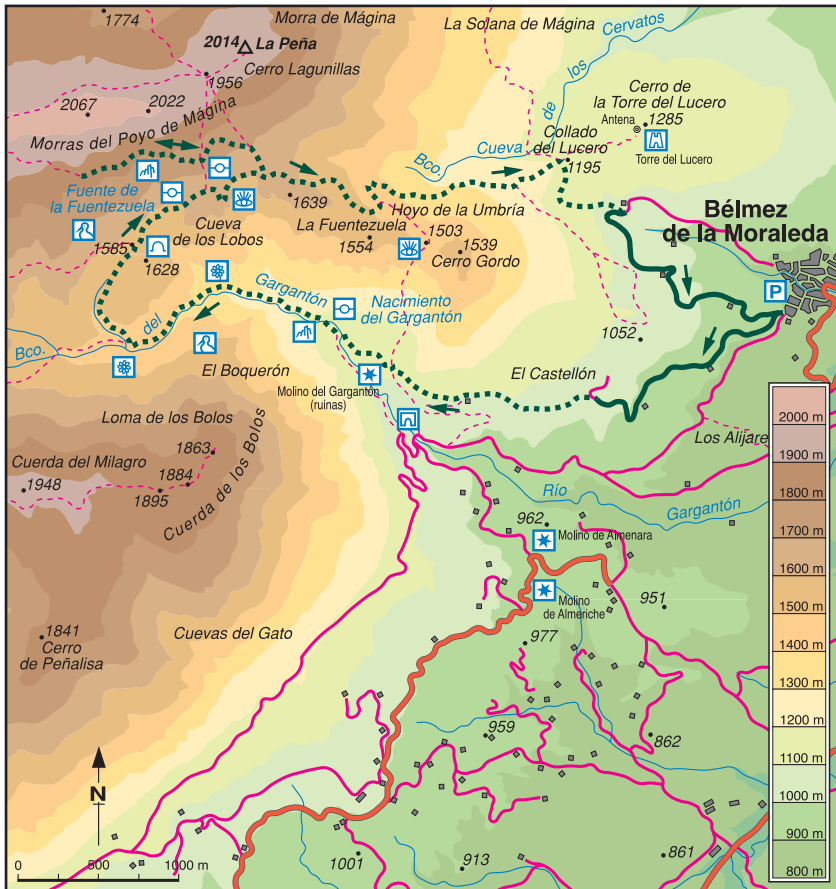 1774
Morra de Mágina
La Solana de Mágina
2014 La Peña
Cerro Lagunillas
1956
Cervatos
los
de
Cueva
Bco.
Cerro de
la Torre del Lucero
Antena
1285
Torre del Lucero
Collado
del Lucero
1195
2067
2022
Morras del Poyo de Mágina
Fuente de
la Fuentezuela
1639
Cueva
de los Lobos
1585
1628
La Fuentezuela
1554
Hoyo de la Umbría
1503
1539
Cerro Gordo
Bélmez
de la Moraleda
P
Gargantón
del
Bco.
Nacimiento
del Gargantón
1052
El Boquerón
Molino del Gargantón
(ruinas)
El Castellón
Loma de los Bolos
1863
Cuerda del Milagro
1884
1948
1895
Cuerda de los Bolos
Los Alijare
Río
Gargantón
962
Molino de Almenara
Molino
de Almeriche
951
977
1841
Cerro
de Peñalisa
Cuevas del Gato
959
862
N
0 500 1000 m
1001
913
861
2000 m
1900 m
1800 m
1700 m
1600 m
1500 m
1400 m
1300 m
1200 m
1100 m
1000 m
900 m
800 m